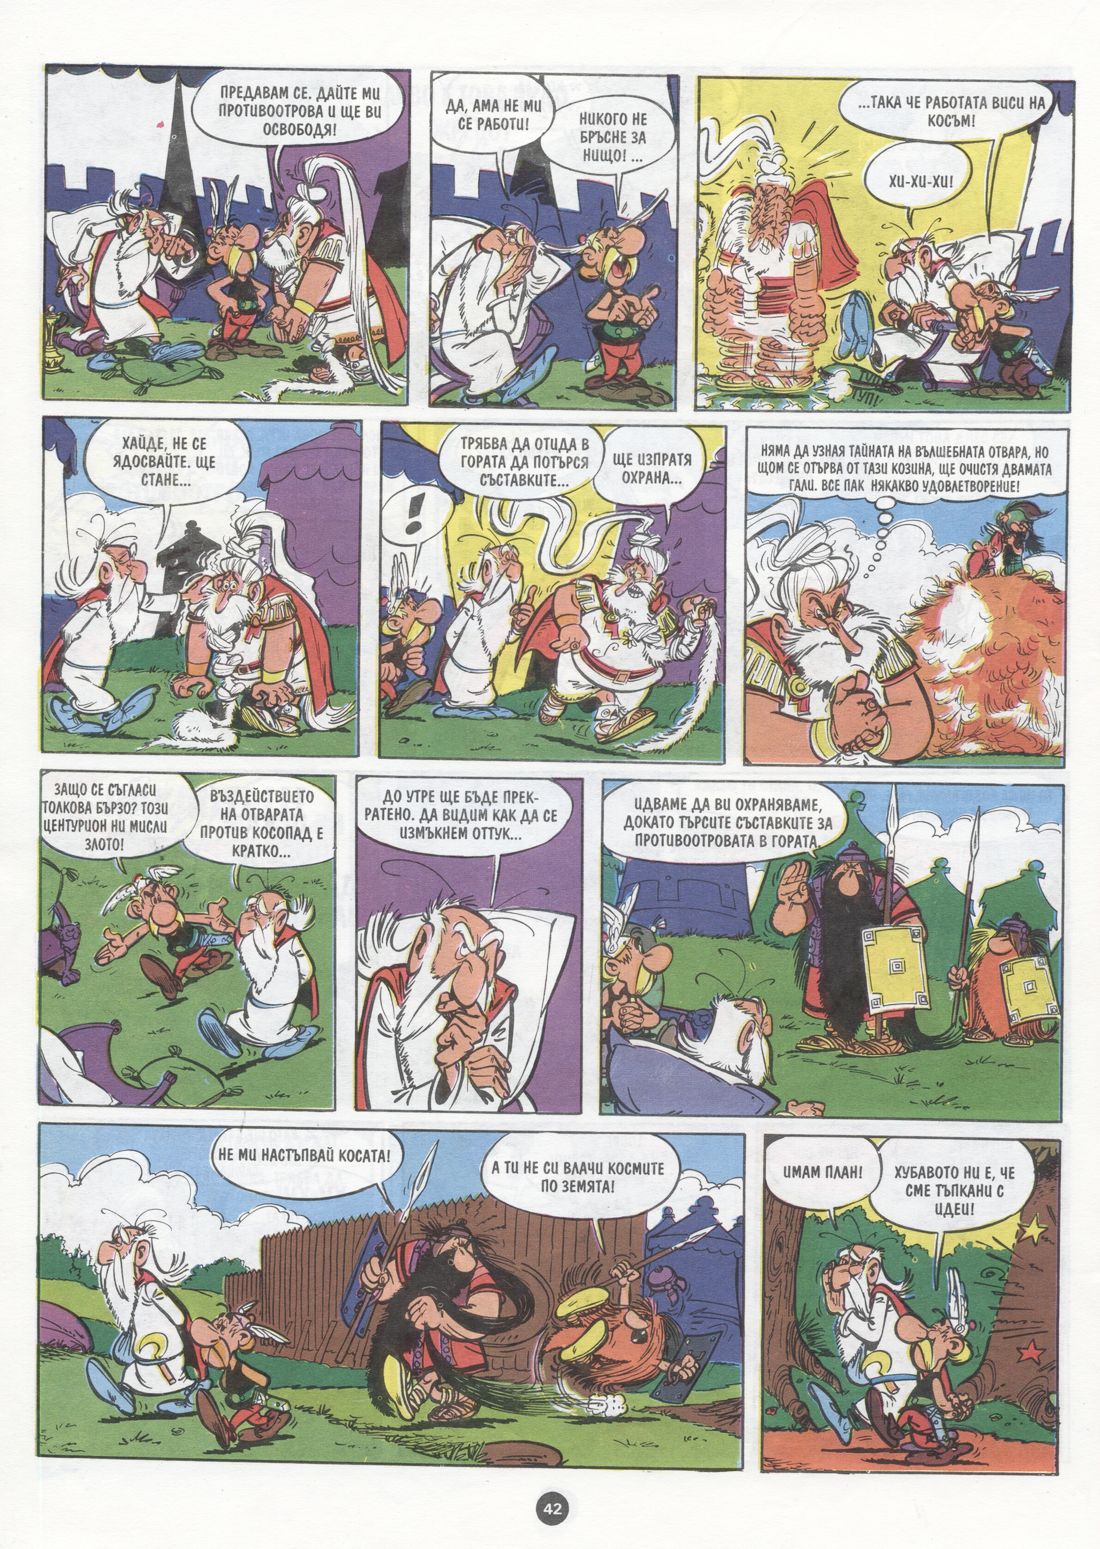 ПРЕДАВАМ СЕ. ДАЙТЕ МИ
ПРОТИВООТРОВА И ЩЕ ВИ
ОСВОБОДЯ!
ДА, АМА НЕ МИ
СЕ РАБОТИ!
НИКОГО НЕ
БРЪСНЕ ЗА
НИЩО! ...
...ТАКА ЧЕ РАБОТАТА ВИСИ НА
КОСЪМ!
ХИ-ХИ-ХИ!
ТУП!
ХАЙДЕ, НЕ СЕ
ЯДОСВАЙТЕ. ЩЕ
СТАНЕ...
!
ТРЯБВА ДА ОТИДА В
ГОРАТА ДА ПОТЪРСЯ
СЪСТАВКИТЕ...
ЩЕ ИЗПРАТЯ
ОХРАНА...
НЯМА ДА УЗНАЯ ТАЙНАТА НА ВЪЛШЕБНАТА ОТВАРА, НО
ЩОМ СЕ ОТЪРВА ОТ ТАЗИ КОЗИНА, ЩЕ ОЧИСТЯ ДВАМАТА
ГАЛИ. ВСЕ ПАК НЯКАКВО УДОВЛЕТВОРЕНИЕ!
ЗАЩО СЕ СЪГЛАСИ
ТОЛКОВА БЪРЗО? ТОЗИ
ЦЕНТУРИОН НИ МИСЛИ
ЗЛОТО!
ВЪЗДЕЙСТВИЕТО
НА ОТВАРАТА
ПРОТИВ КОСОПАД Е
КРАТКО...
ДО УТРЕ ЩЕ БЪДЕ ПРЕК-
РАТЕНО. ДА ВИДИМ КАК ДА СЕ
ИЗМЪКНЕМ ОТТУК...
ИДВАМЕ ДА ВИ ОХРАНЯВАМЕ,
ДОКАТО ТЪРСИТЕ СЪСТАВКИТЕ ЗА
ПРОТИВООТРОВАТА В ГОРАТА.
НЕ МИ НАСТЪПВАЙ КОСАТА!
А ТИ НЕ СИ ВЛАЧИ КОСМИТЕ
ПО ЗЕМЯТА!
ИМАМ ПЛАН!
ХУБАВОТО НИ Е, ЧЕ
СМЕ ТЪПКАНИ С
ИДЕИ!
42